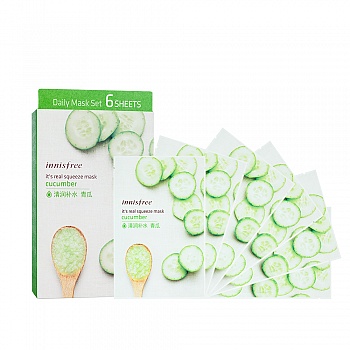 Daily Mask Set 6 SHEETS
innisfree
it's real squeeze mask
cucumber
清润补水 青瓜
innisfree
it's real squeeze mask
cucumber
清润补水 青瓜